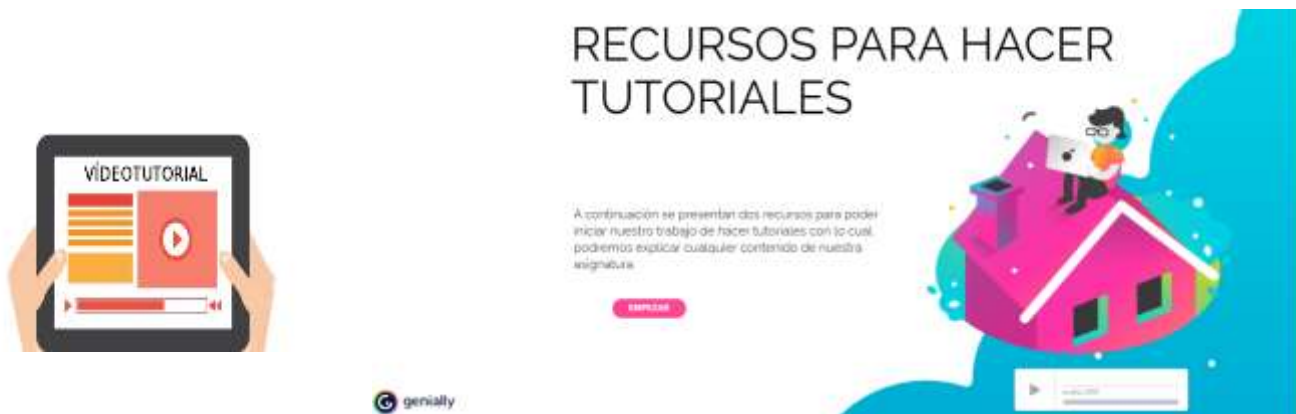 RECURSOS PARA HACER
TUTORIALES
VÍDEOTUTORIAL
A continuación se presentan dos recursos para poder
iniciar nuestro trabajo de hacer tutoriales con lo cual
podremos explicar cualquier contenido de nuestra
asignatura.
EMPEZAR
genially